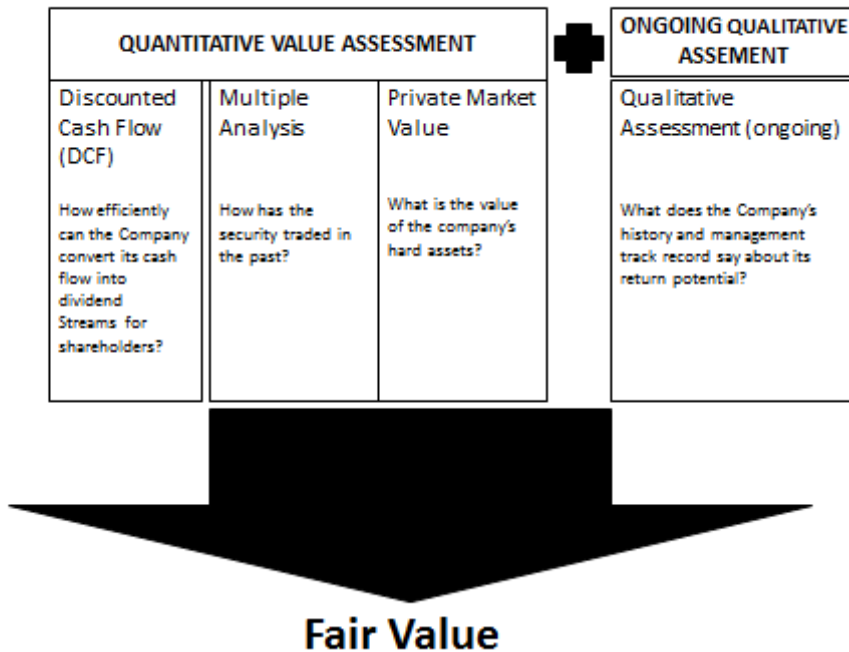 QUANTITATIVE VALUE ASSESSMENT
ONGOING QUALITATIVE
ASSEMENT
Discounted
Cash Flow
(DCF)
How efficiently
can the Company
convert its cash
flow into
dividend
Streams for
shareholders?
Multiple
Analysis
How has the
security traded in
the past?
Private Market
Value
What is the value
of the company's
hard assets?
Qualitative
Assessment (ongoing)
What does the Company's
history and management
track record say about its
return potential?
Fair Value